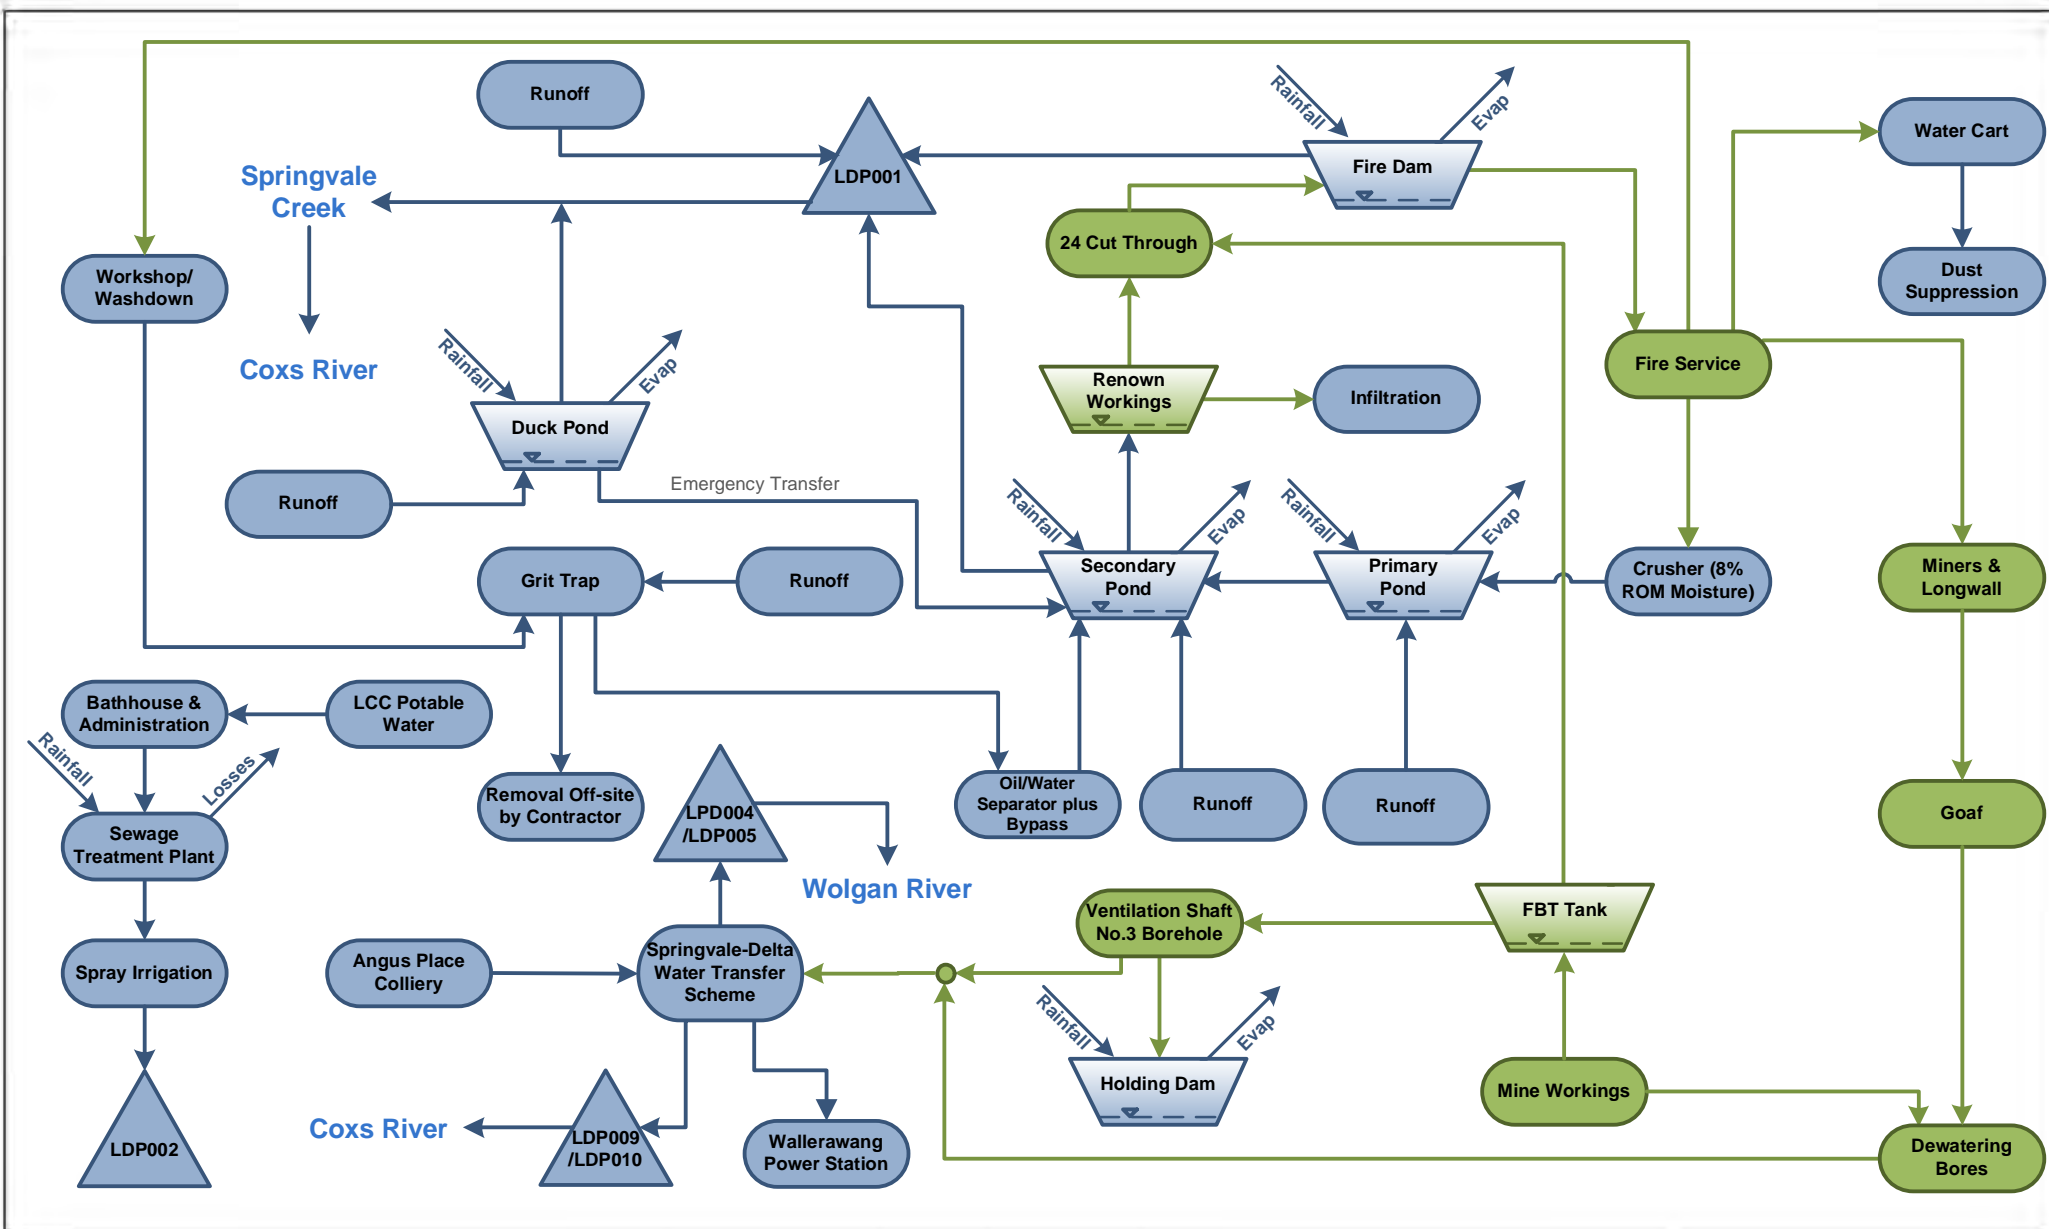 Runoff
Rainfall
Evap
Water Cart
Fire Dam
LDP001
Springvale
Creek
24 Cut Through
Workshop/
Washdown
Dust
Suppression
Coxs River
Rainfall
Evap
Fire Service
Renown
Workings
Infiltration
Duck Pond
Emergency Transfer
Runoff
Rainfall
Evap
Rainfall
Evap
Grit Trap
Runoff
Secondary
Pond
Primary
Pond
Crusher (8%
ROM Moisture)
Miners &
Longwall
Bathhouse &
Administration
LCC Potable
Water
Rainfall
Losses
Removal Off-site
by Contractor
LPD004
/LDP005
Oil/Water
Separator plus
Bypass
Runoff
Runoff
Goaf
Sewage
Treatment Plant
Wolgan River
Ventilation Shaft
No.3 Borehole
FBT Tank
Spray Irrigation
Angus Place
Colliery
Springvale-Delta
Water Transfer
Scheme
Rainfall
Evap
Holding Dam
Mine Workings
Coxs River
LDP009
/LDP010
Wallerawang
Power Station
LDP002
Dewatering
Bores